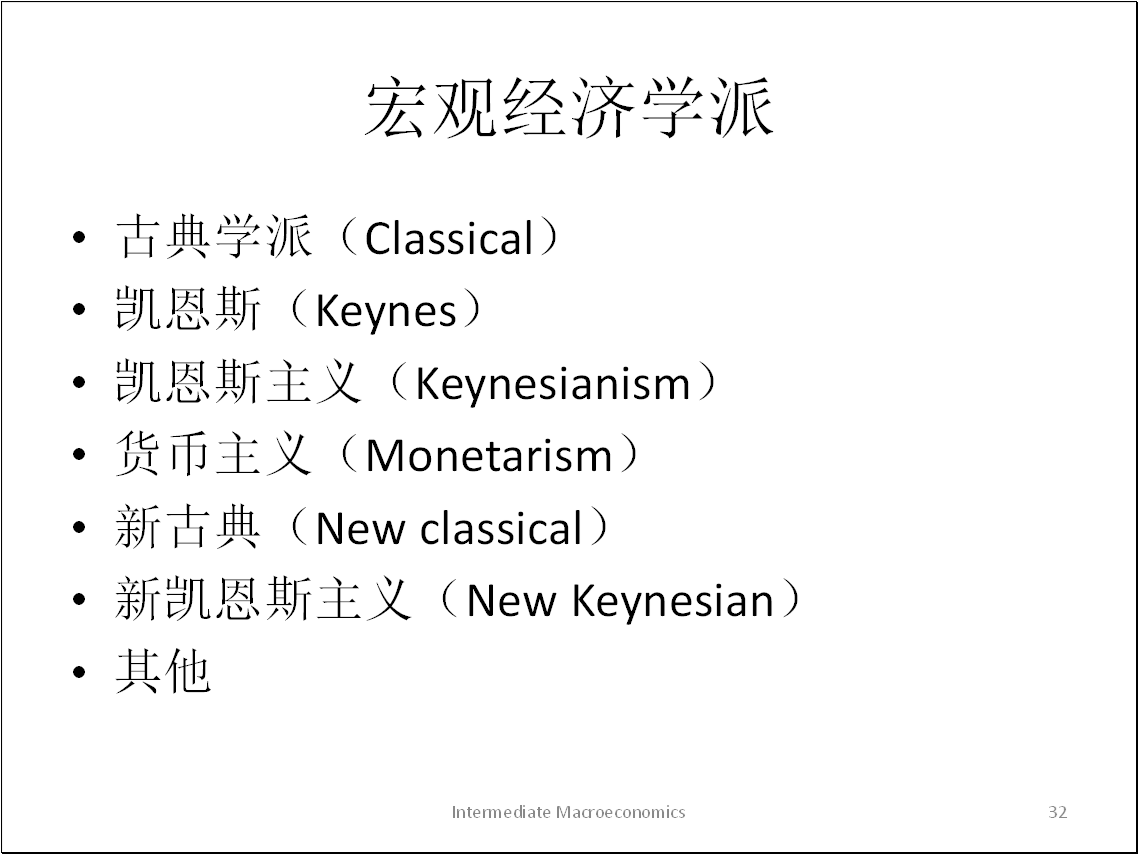 宏观经济学派
• 古典学派（Classical）
• 凯恩斯（Keynes）
• 凯恩斯主义（Keynesianism）
• 货币主义（Monetarism）
• 新古典（New classical）
• 新凯恩斯主义（New Keynesian）
• 其他
Intermediate Macroeconomics 32